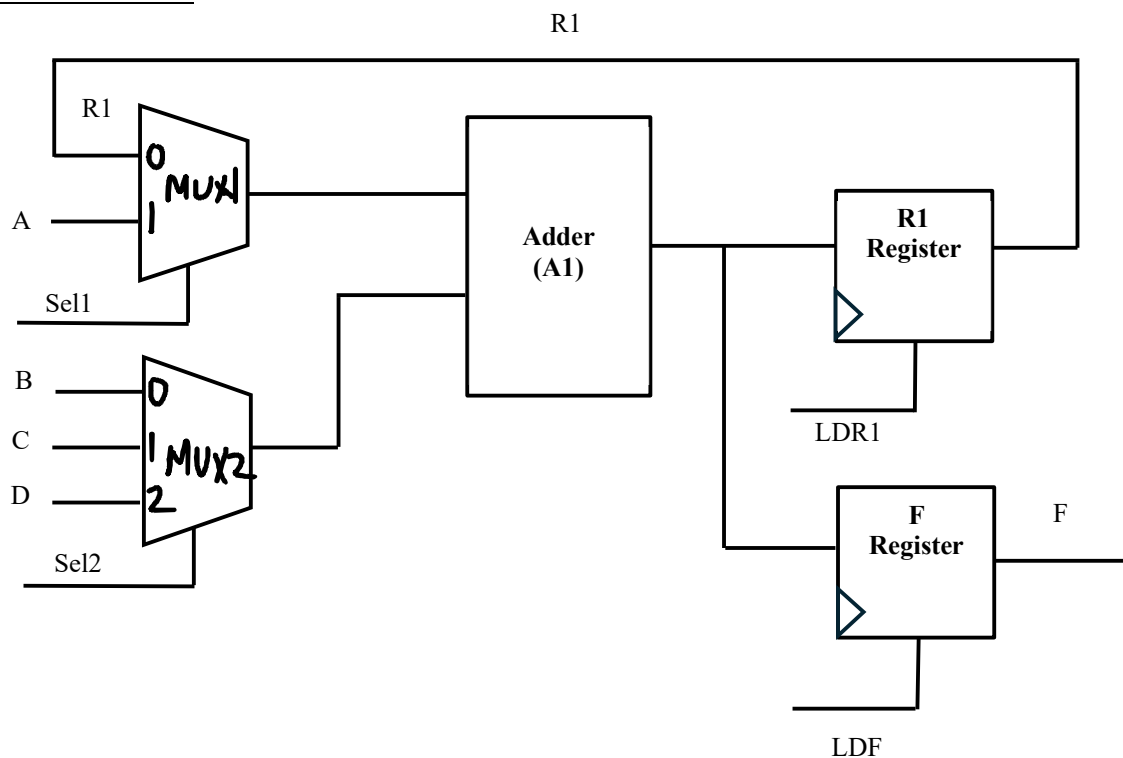 R1
R1
0
MUX1
1
A
Sel1
Adder
(A1)
R1
Register
LDR1
B
0
C
1
MUX2
D
2
Sel2
F
Register
F
LDF